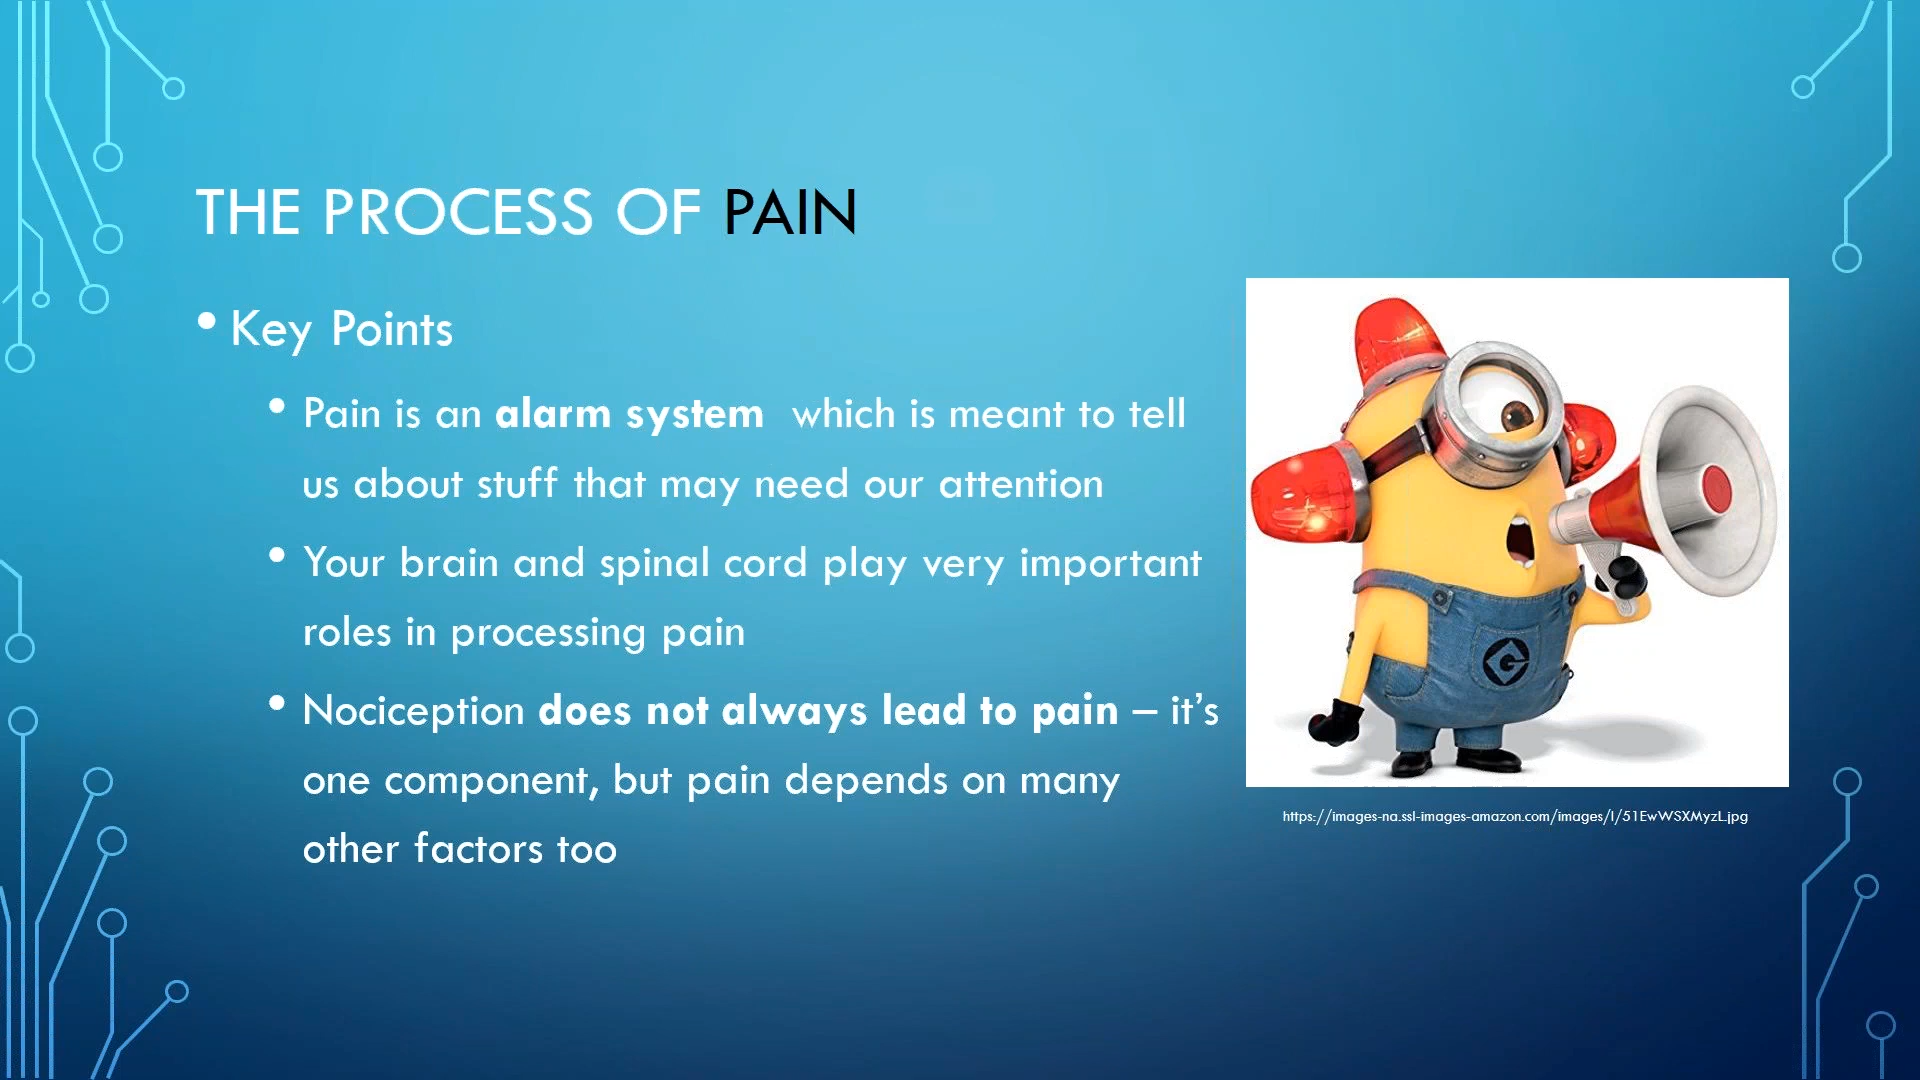 THE PROCESS OF PAIN
• Key Points
• Pain is an alarm system  which is meant to tell
us about stuff that may need our attention
• Your brain and spinal cord play very important
roles in processing pain
• Nociception does not always lead to pain – it’s
one component, but pain depends on many
other factors too
G
https://images-na.ssl-images-amazon.com/images/I/51EwWSXMyzL.jpg